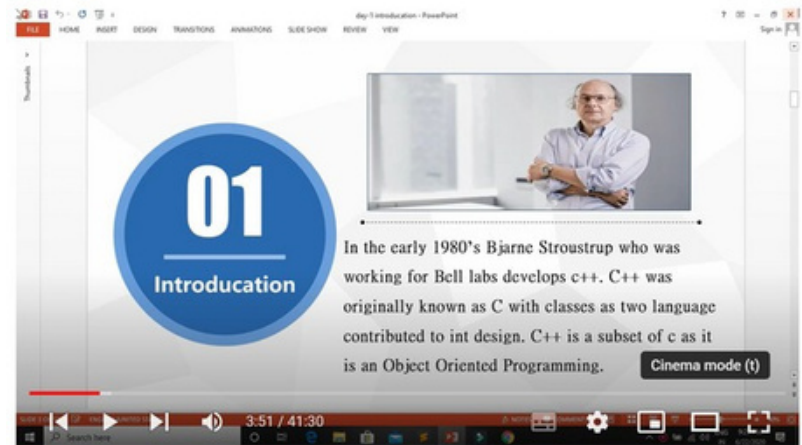 day-1 introducation - PowerPoint
FILE HOME INSERT DESIGN TRANSITIONS ANIMATIONS SLIDE SHOW REVIEW VIEW
Sign in
Thumbnails
01
Introducation
In the early 1980's Bjarne Stroustrup who was
working for Bell labs develops c++. C++ was
originally known as C with classes as two language
contributed to int design. C++ is a subset of c as it
is an Object Oriented Programming.
Cinema mode (t)
3:51 / 41:30
Search here